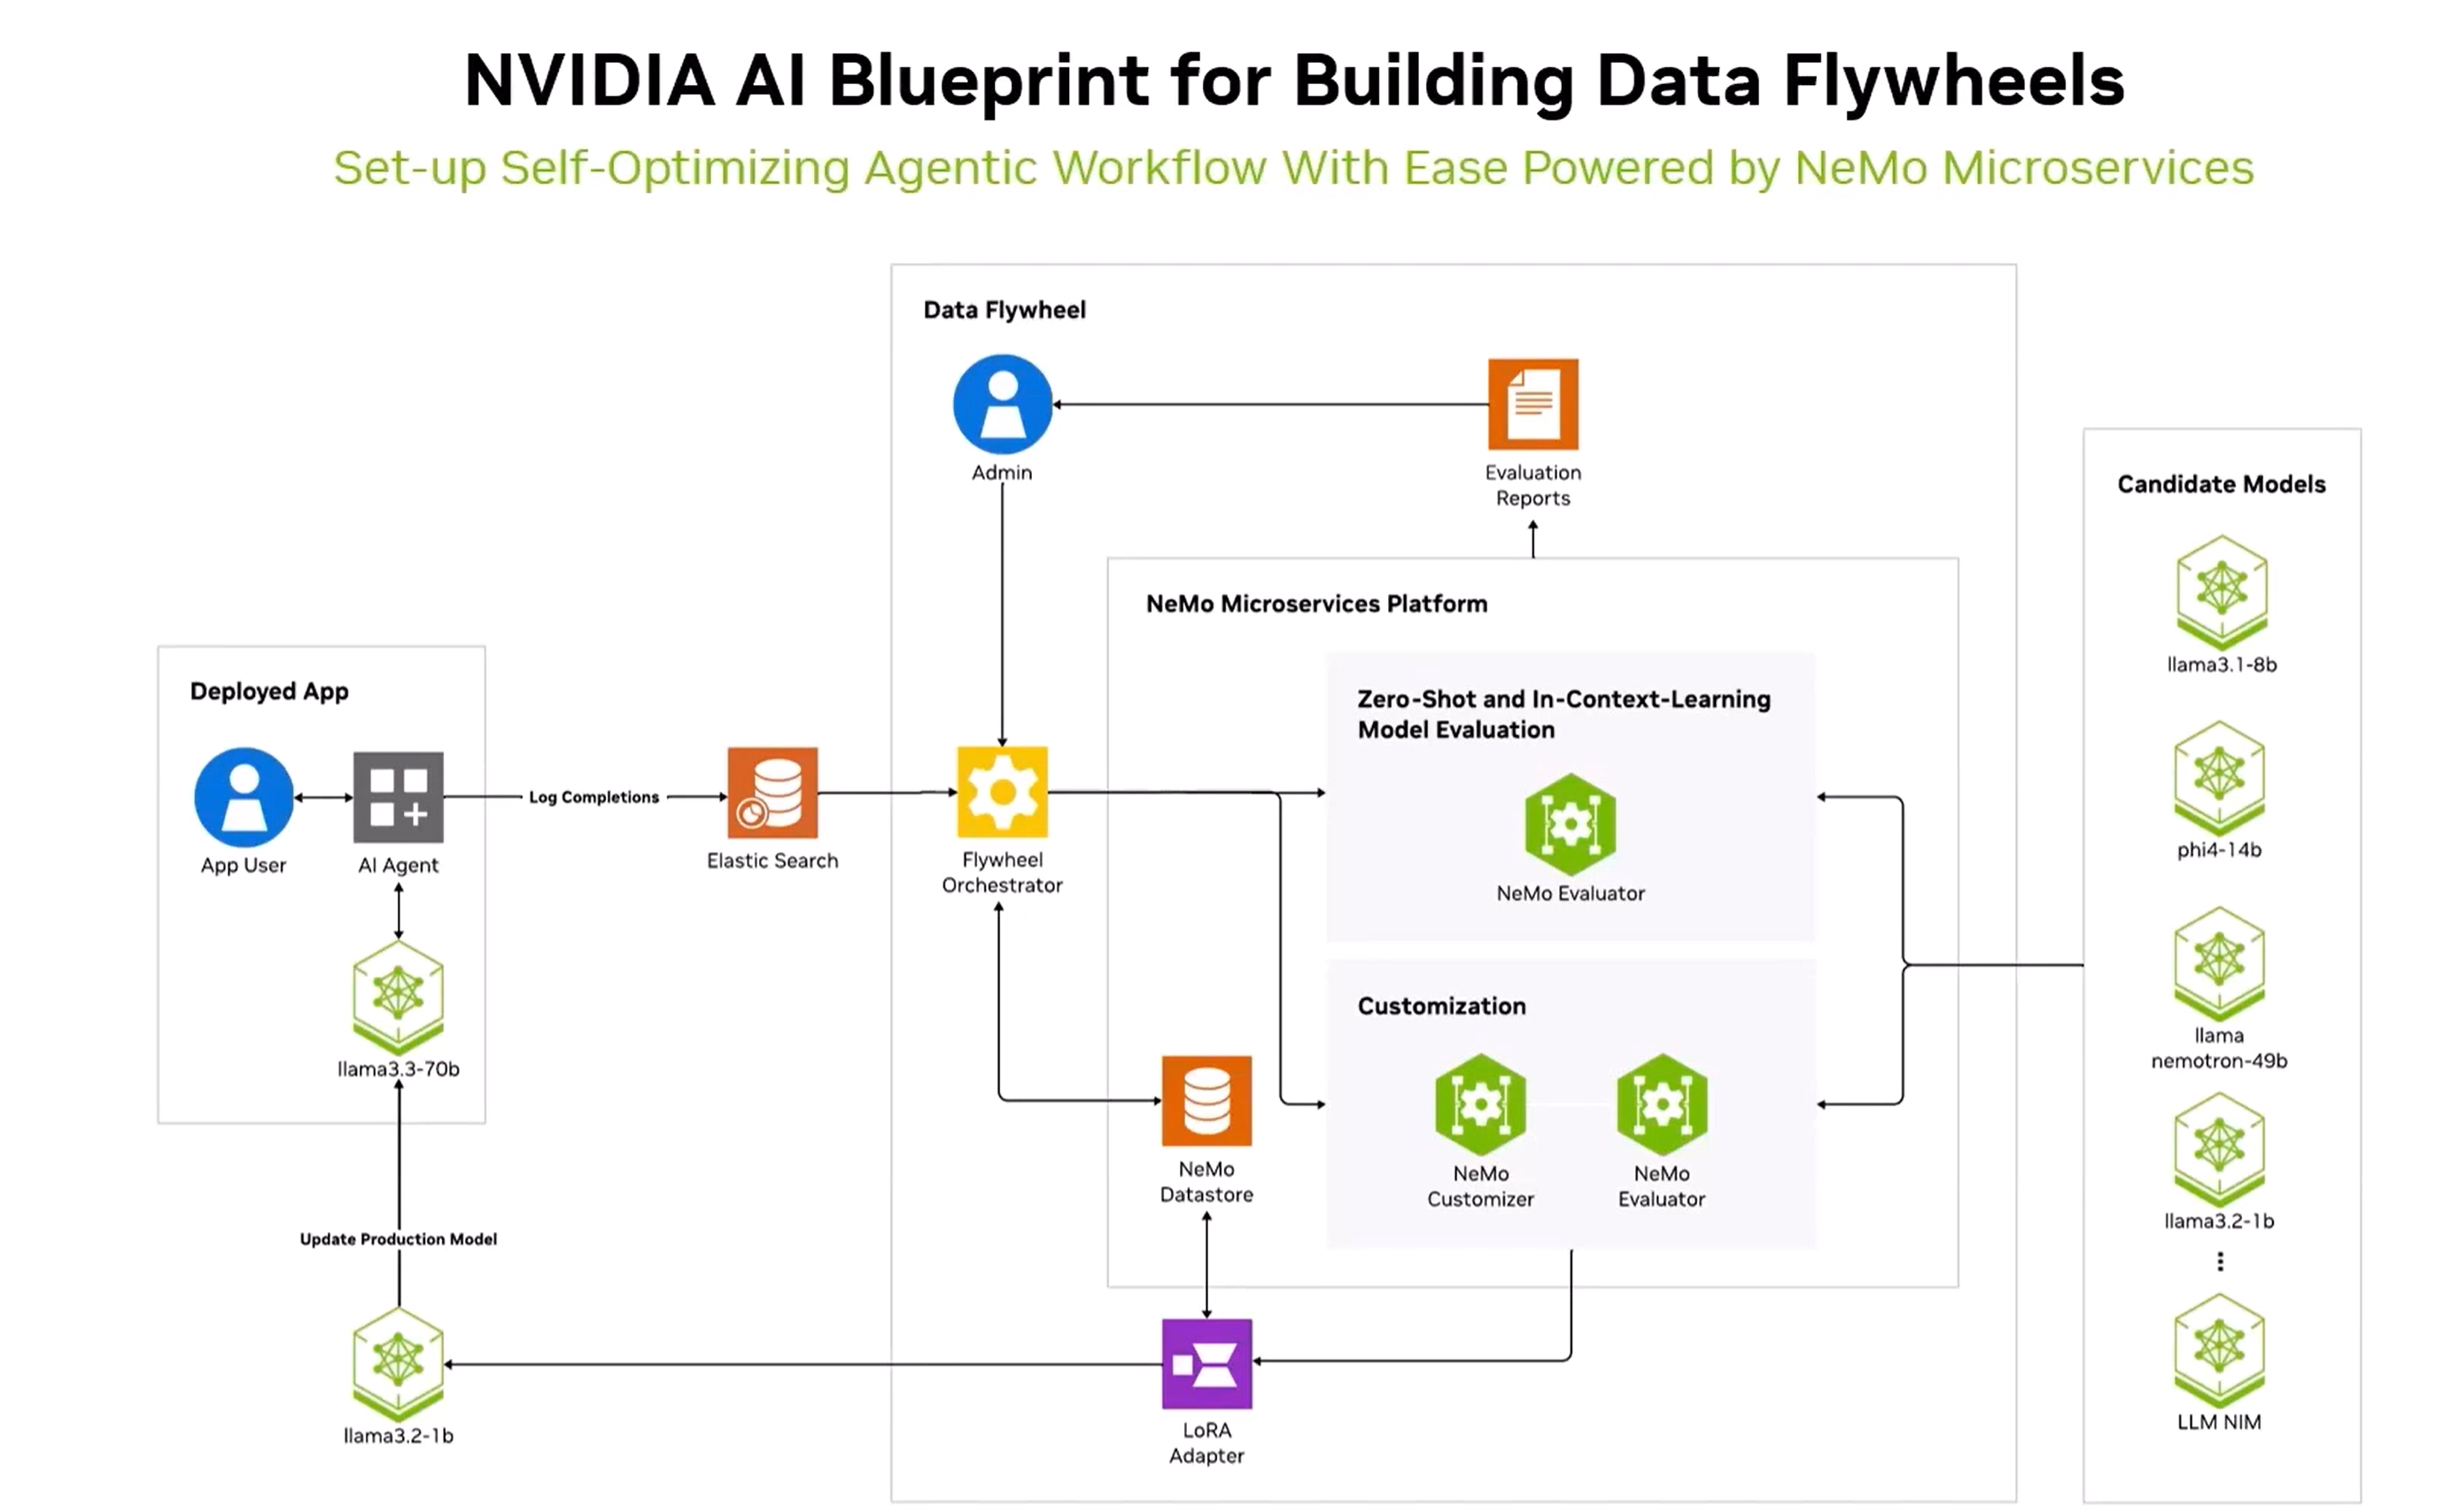 NVIDIA AI Blueprint for Building Data Flywheels
Set-up Self-Optimizing Agentic Workflow With Ease Powered by NeMo Microservices
Data Flywheel
Admin
Evaluation
Reports
NeMo Microservices Platform
Zero-Shot and In-Context-Learning
Model Evaluation
NeMo Evaluator
Customization
NeMo
Customizer
NeMo
Evaluator
Deployed App
App User
AI Agent
llama3.3-70b
Log Completions
Elastic Search
Flywheel
Orchestrator
NeMo
Datastore
LoRA
Adapter
Update Production Model
llama3.2-1b
Candidate Models
llama3.1-8b
phi4-14b
llama
nemotron-49b
llama3.2-1b
LLM NIM